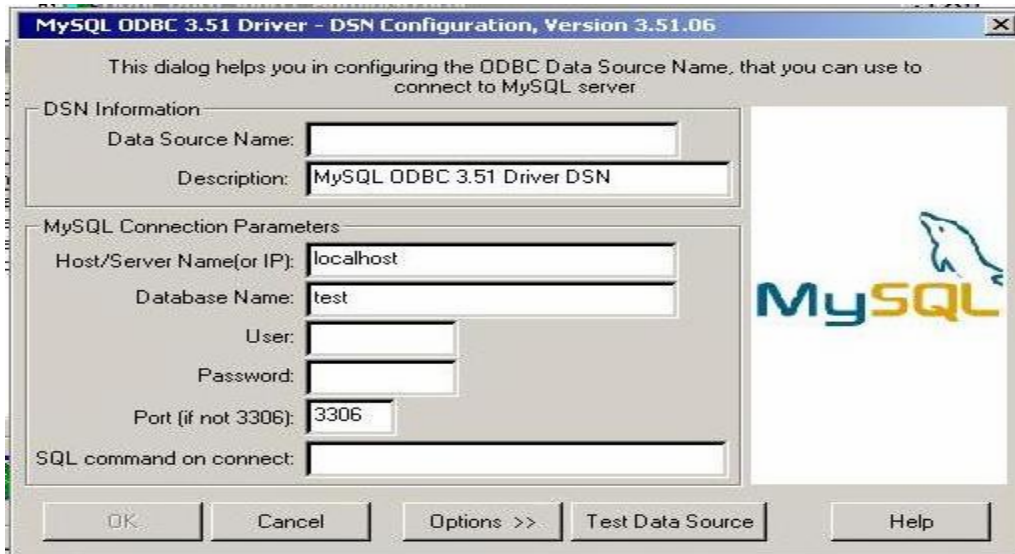 MySQL ODBC 3.51 Driver - DSN Configuration, Version 3.51.06
This dialog helps you in configuring the ODBC Data Source Name, that you can use to
connect to MySQL server
DSN Information
Data Source Name:
Description: MySQL ODBC 3.51 Driver DSN
MySQL Connection Parameters
Host/Server Name(or IP): localhost
Database Name: test
User:
Password:
Port (if not 3306): 3306
SQL command on connect:
MySQL
OK
Cancel
Options >>
Test Data Source
Help